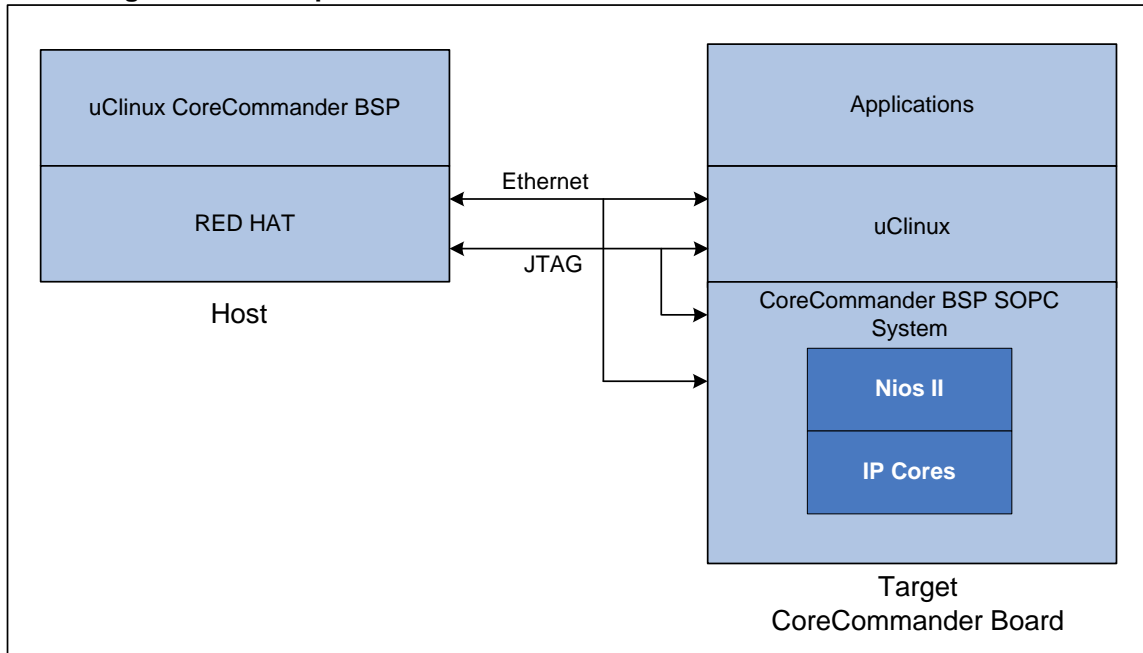 uClinux CoreCommander BSP
RED HAT
Host
Ethernet
JTAG
Applications
uClinux
CoreCommander BSP SOPC
System
Nios II
IP Cores
Target
CoreCommander Board